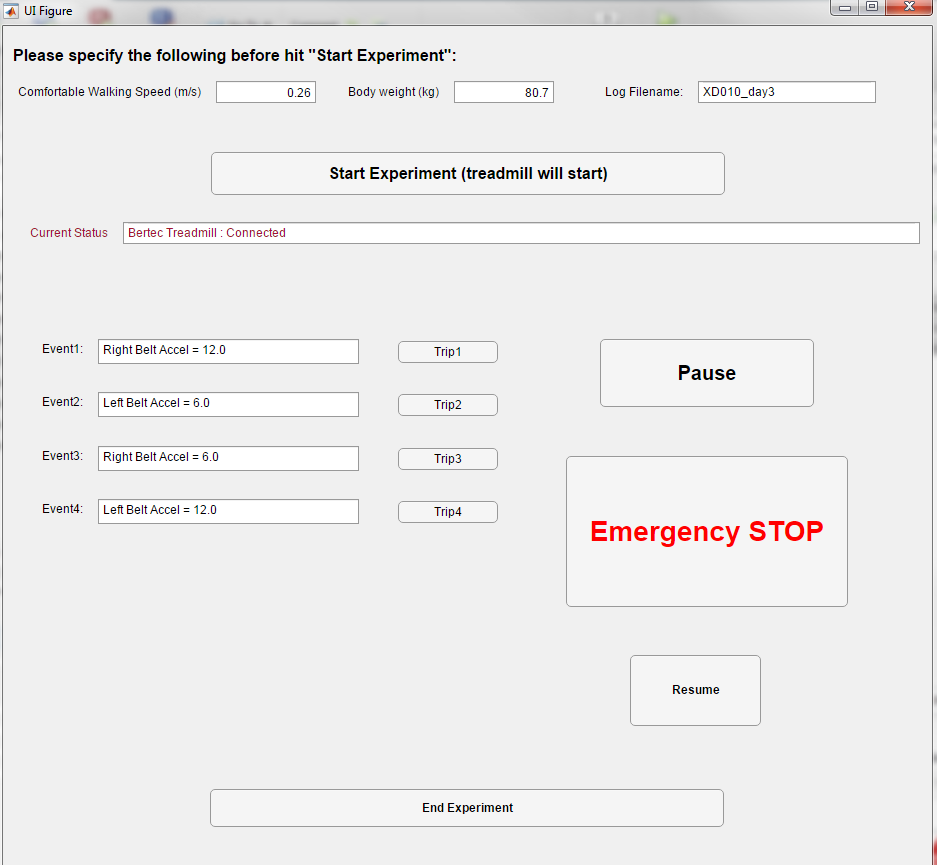 UI Figure
Please specify the following before hit "Start Experiment":
Comfortable Walking Speed (m/s) 0.26 Body weight (kg) 80.7 Log Filename: XD010_day3
Start Experiment (treadmill will start)
Current Status Bertec Treadmill : Connected
Event1: Right Belt Accel = 12.0 Trip1
Pause
Event2: Left Belt Accel = 6.0 Trip2
Event3: Right Belt Accel = 6.0 Trip3
Event4: Left Belt Accel = 12.0 Trip4
Emergency STOP
Resume
End Experiment